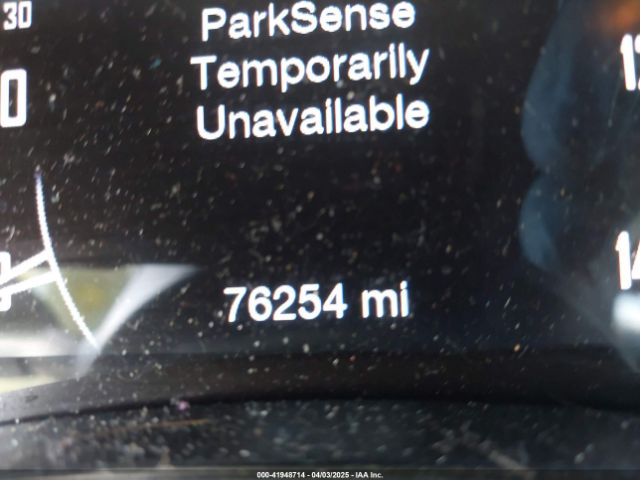 30
ParkSense
Temporarily
Unavailable
76254 mi
000-41948714 - 04/03/2025 - IAA Inc.